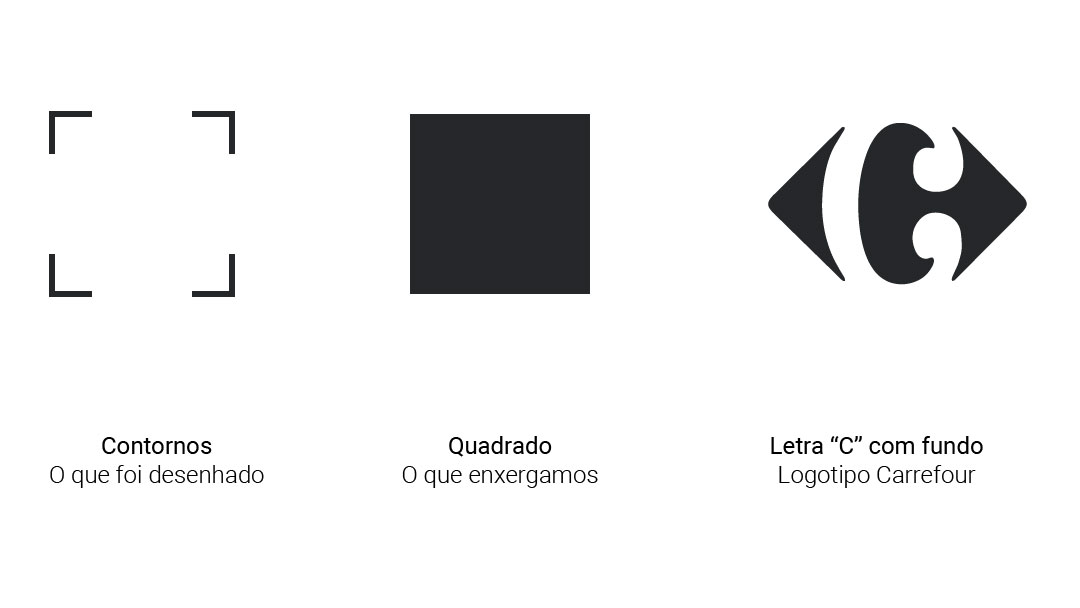 Contornos
O que foi desenhado
Quadrado
O que enxergamos
Letra “C” com fundo
Logotipo Carrefour